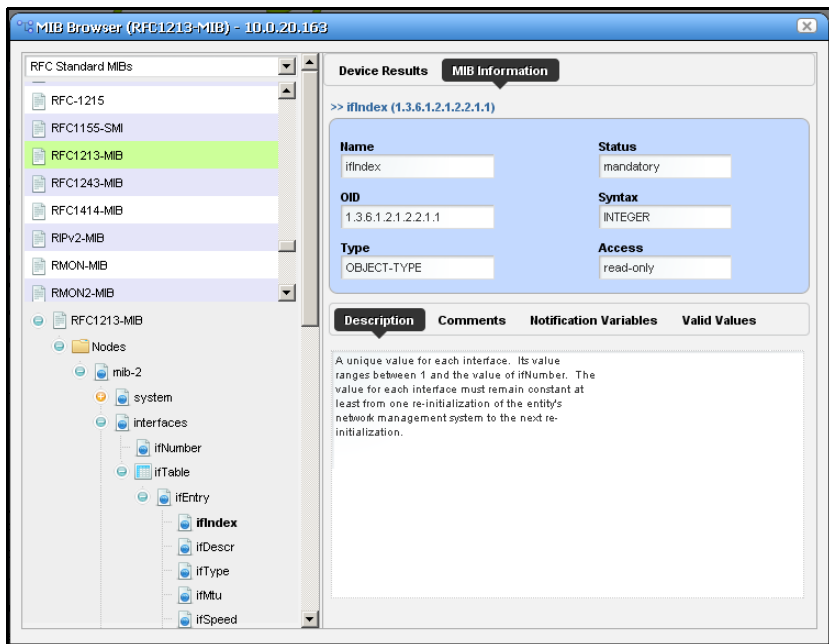 MIB Browser (RFC1213-MIB) - 10.0.20.163
RFC Standard MIBs
RFC-1215
RFC1155-SMI
RFC1213-MIB
RFC1243-MIB
RFC1414-MIB
RIPv2-MIB
RMON-MIB
RMON2-MIB
RFC1213-MIB
Nodes
mib-2
system
interfaces
ifNumber
ifTable
ifEntry
ifIndex
ifDescr
ifType
ifMtu
ifSpeed
Device Results MIB Information
>> ifIndex (1.3.6.1.2.1.2.2.1.1)
Name Status
ifIndex mandatory
OID Syntax
1.3.6.1.2.1.2.2.1.1 INTEGER
Type Access
OBJECT-TYPE read-only
Description Comments Notification Variables Valid Values
A unique value for each interface. Its value
ranges between 1 and the value of ifNumber. The
value for each interface must remain constant at
least from one re-initialization of the entity's
network management system to the next re-
initialization.